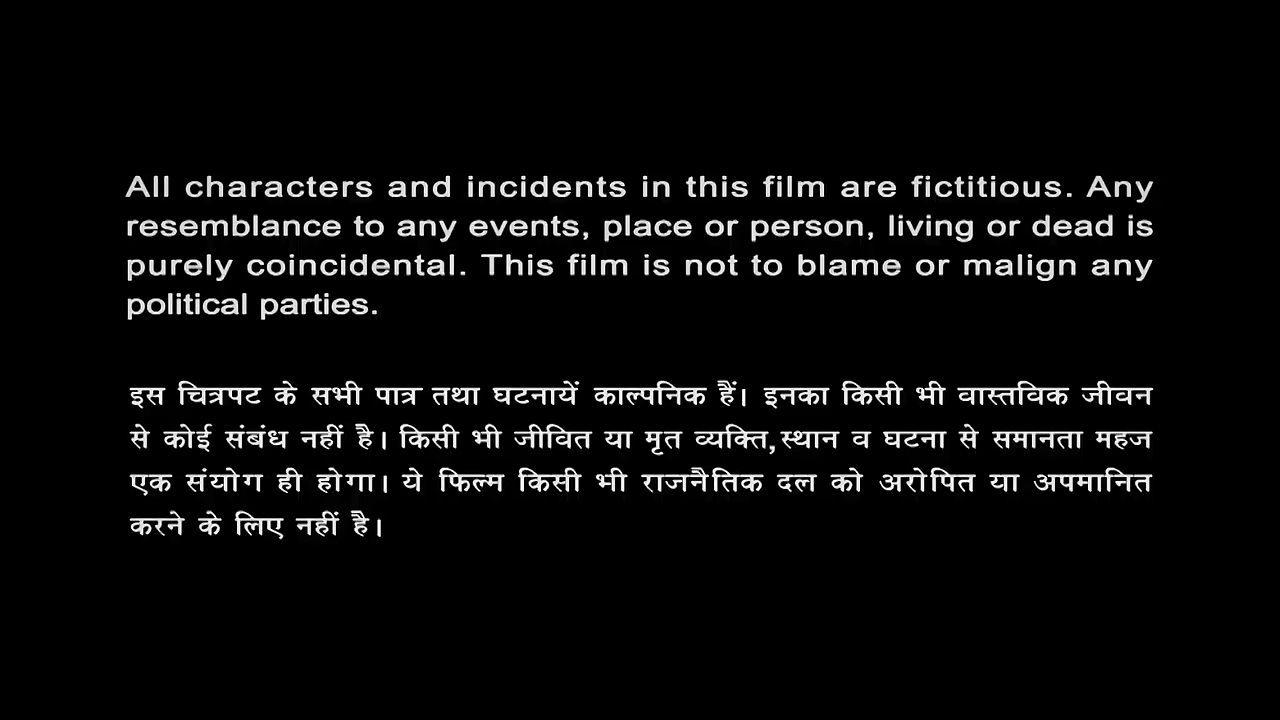 All characters and incidents in this film are fictitious. Any
resemblance to any events, place or person, living or dead is
purely coincidental. This film is not to blame or malign any
political parties.
इस चित्रपट के सभी पात्र तथा घटनायें काल्पनिक हैं। इनका किसी भी वास्तविक जीवन
से कोई संबंध नहीं है। किसी भी जीवित या मृत व्यक्ति,स्थान व घटना से समानता महज
एक संयोग ही होगा। ये फिल्म किसी भी राजनैतिक दल को अरोपित या अपमानित
करने के लिए नहीं है।